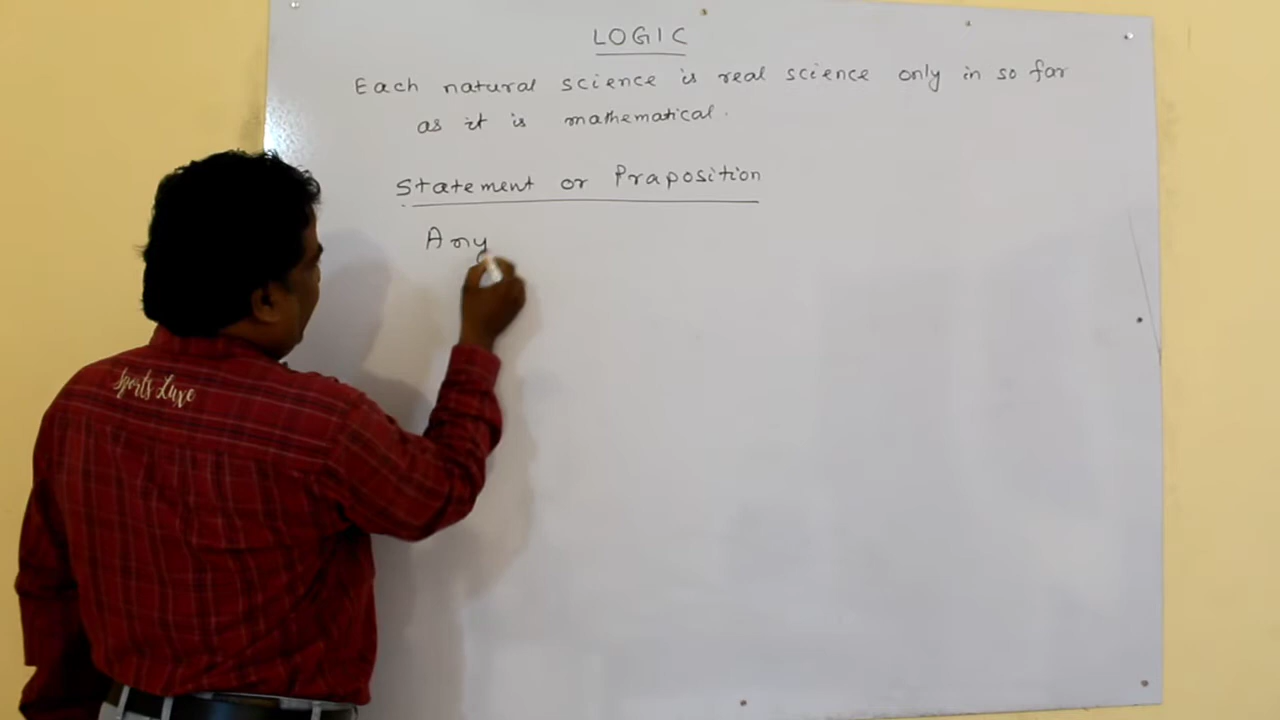 LOGIC
Each natural science is real science only in so far
as it is mathematical.
Statement or Praposition
Any
Sports Luxe